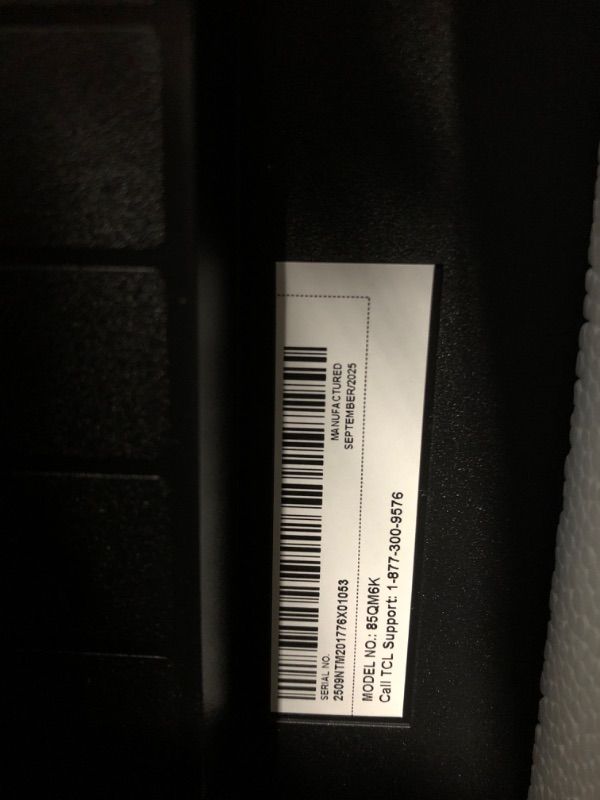 MANUFACTURED
SEPTEMBER/2025
SERIAL NO.
2509NTM201776X01053
MODEL NO.: 85QM6K
Call TCL Support: 1-877-300-9576